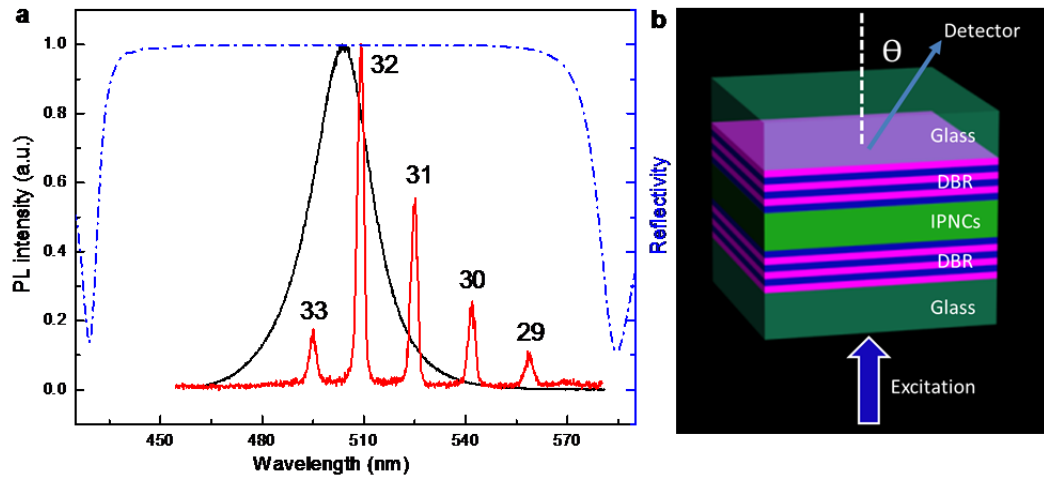 a
1.0
0.8
0.6
0.4
0.2
0.0
PL intensity (a.u.)
32
31
30
33
29
450
480
510
540
570
Wavelength (nm)
Reflectivity
b
Detector
Θ
Glass
DBR
IPNCs
DBR
Glass
Excitation